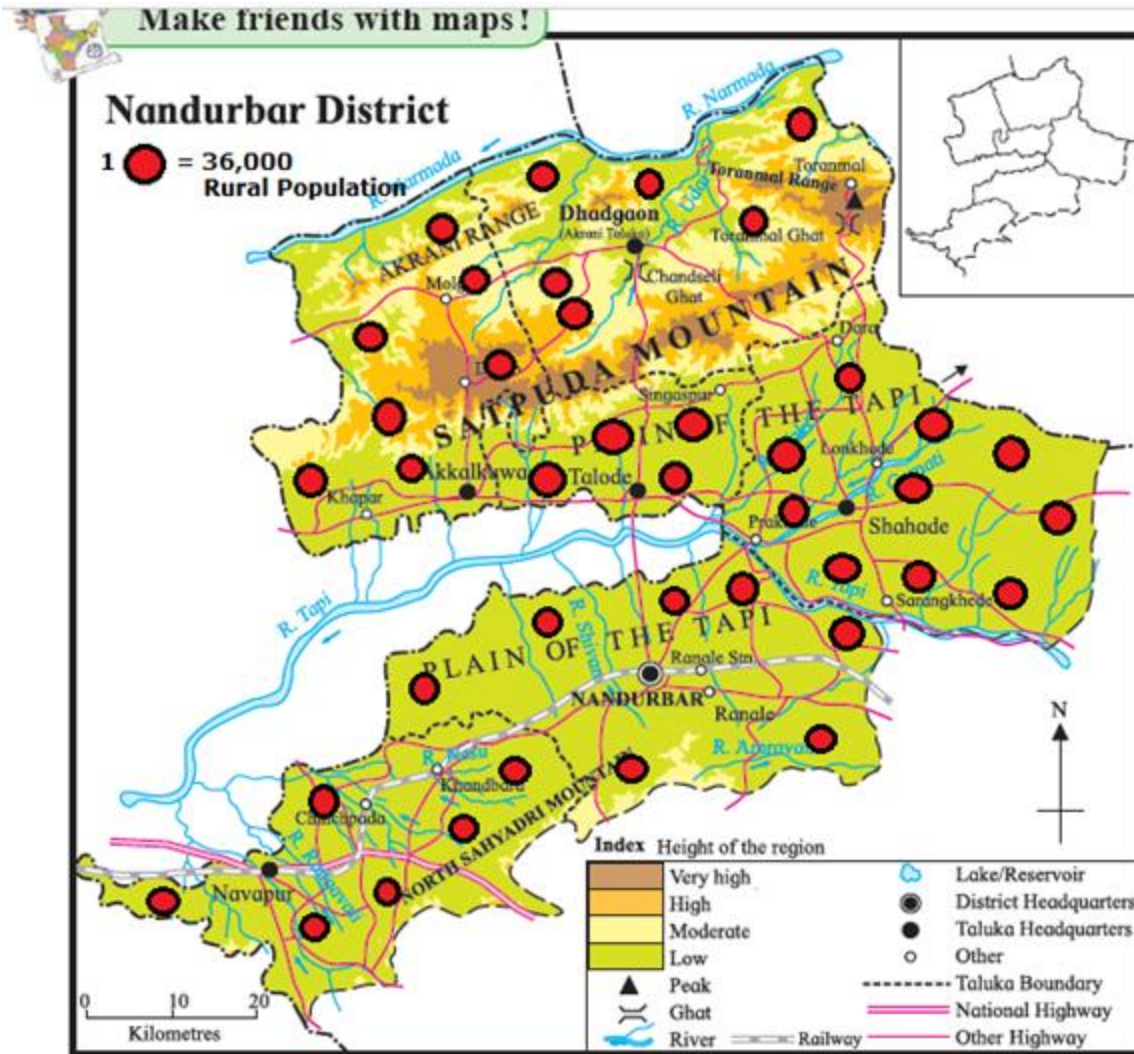 Make friends with maps!
Nandurbar District
1 = 36,000
Rural Population
R. Narmada
R. Narmada
Toranmal
Toranmal Range
R. Udai
AKRANI RANGE
Dhadgaon
(Akrani Taluka)
Toranmal Ghat
Chandseli
Ghat
SATPUDA MOUNTAIN
Singaspur
PLAIN OF THE TAPI
Lonkhede
R. Gomati
Akkalkuwa
Talode
Khapar
Shahade
R. Tapi
Sarangkhede
R. Tapi
R. Shivan
PLAIN OF THE TAPI
Ranale Stn
NANDURBAR
Ranale
R. Nesu
Khandbara
Chinchpada
NORTH SAHYADRI MOUNTAIN
Navapur
N
Index Height of the region
Very high
High
Moderate
Low
Peak
Ghat
River
Railway
Lake/Reservoir
District Headquarters
Taluka Headquarters
Other
Taluka Boundary
National Highway
Other Highway
0 10 20
Kilometres